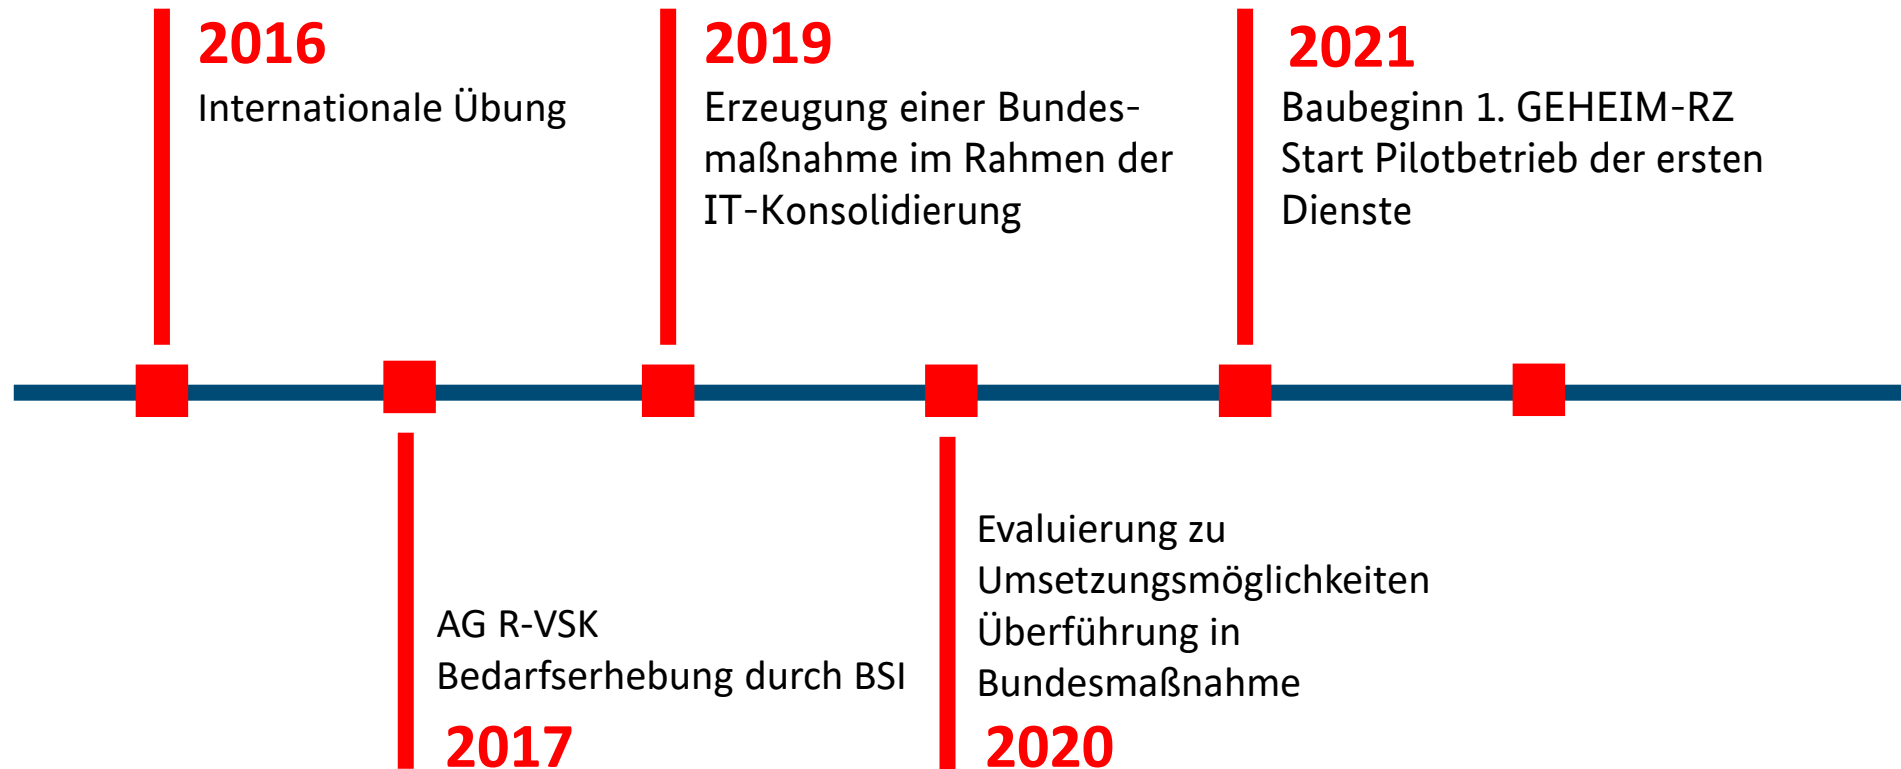 2016
Internationale Übung
2019
Erzeugung einer Bundes-
maßnahme im Rahmen der
IT-Konsolidierung
2021
Baubeginn 1. GEHEIM-RZ
Start Pilotbetrieb der ersten
Dienste
AG R-VSK
Bedarfserhebung durch BSI
2017
Evaluierung zu
Umsetzungsmöglichkeiten
Überführung in
Bundesmaßnahme
2020